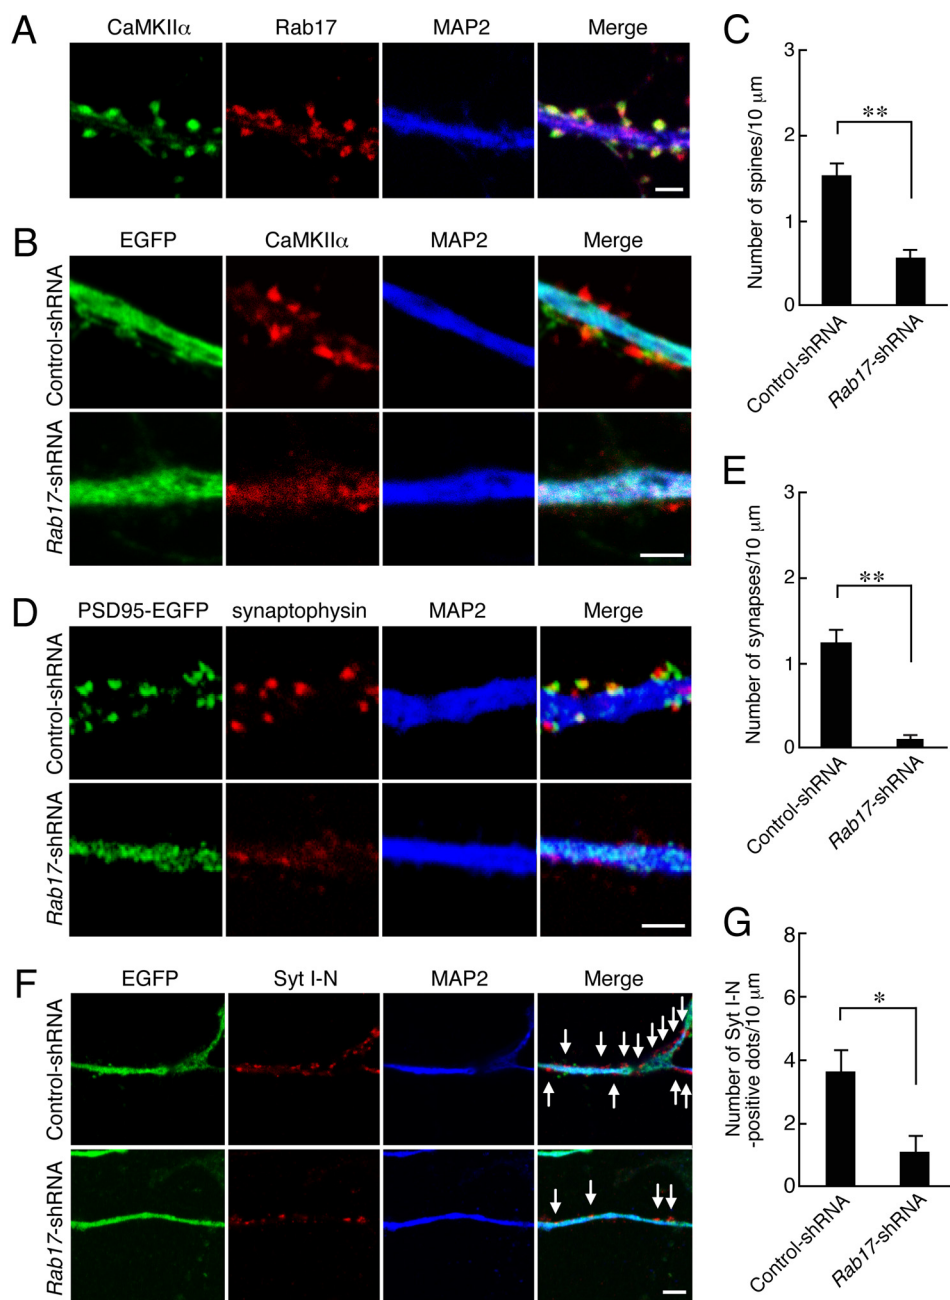 A
CaMKIIα Rab17 MAP2 Merge
B
EGFP CaMKIIα MAP2 Merge
Control-shRNA
Rab17-shRNA
C
Number of spines/10 μm
3
2
1
0
**
Control-shRNA
Rab17-shRNA
D
PSD95-EGFP synaptophysin MAP2 Merge
Control-shRNA
Rab17-shRNA
E
Number of synapses/10 μm
3
2
1
0
**
Control-shRNA
Rab17-shRNA
F
EGFP Syt I-N MAP2 Merge
Control-shRNA
Rab17-shRNA
G
Number of Syt I-N
-positive dots/10 μm
8
6
4
2
0
*
Control-shRNA
Rab17-shRNA